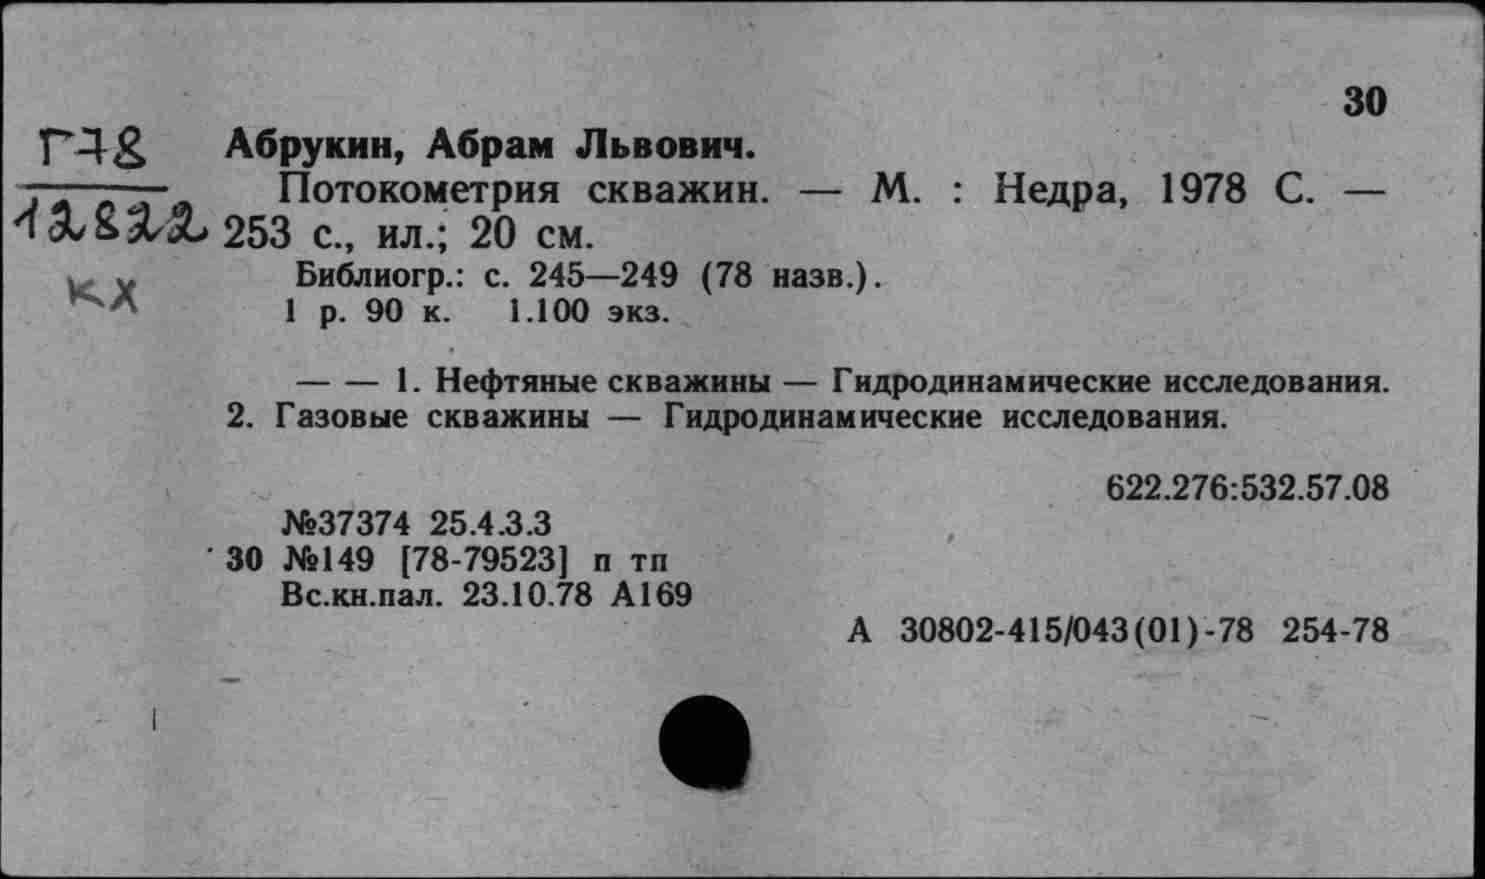 30
Г78
12822
кх
Абрукин, Абрам Львович.
Потокометрия скважин. — М. : Недра, 1978 С. —
253 с., ил.; 20 см.
Библиогр.: с. 245—249 (78 назв.).
1 р. 90 к. 1.100 экз.
— — 1. Нефтяные скважины — Гидродинамические исследования.
2. Газовые скважины — Гидродинамические исследования.
622.276:532.57.08
№37374 25.4.3.3
30 №149 [78-79523] п тп
Вс.кн.пал. 23.10.78 А169
А 30802-415/043(01)-78 254-78